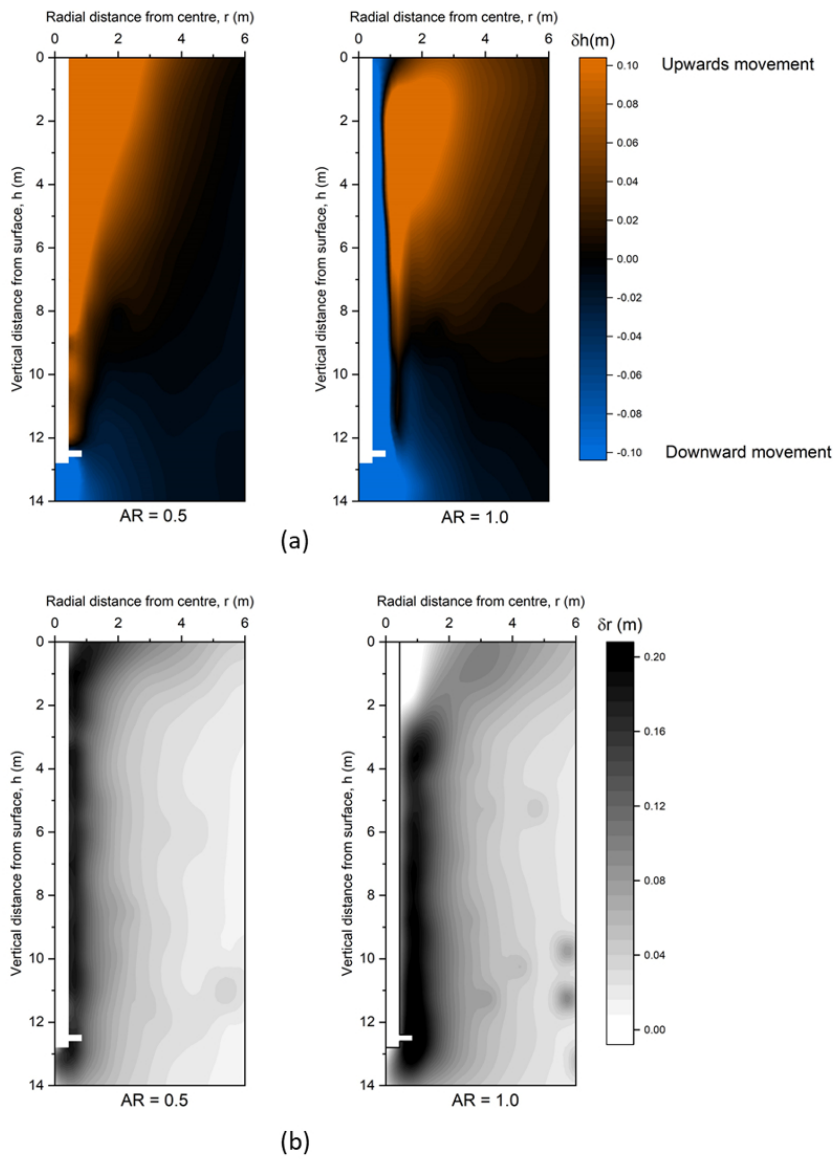 Radial distance from centre, r (m)
0 2 4 6
Vertical distance from surface, h (m)
0
2
4
6
8
10
12
14
AR = 0.5
Radial distance from centre, r (m)
0 2 4 6
Vertical distance from surface, h (m)
0
2
4
6
8
10
12
14
AR = 1.0
δh(m)
0.10
0.08
0.06
0.04
0.02
0.00
-0.02
-0.04
-0.06
-0.08
-0.10
Upwards movement
Downward movement
(a)
Radial distance from centre, r (m)
0 2 4 6
Vertical distance from surface, h (m)
0
2
4
6
8
10
12
14
AR = 0.5
Radial distance from centre, r (m)
0 2 4 6
Vertical distance from surface, h (m)
0
2
4
6
8
10
12
14
AR = 1.0
δr (m)
0.20
0.16
0.12
0.08
0.04
0.00
(b)